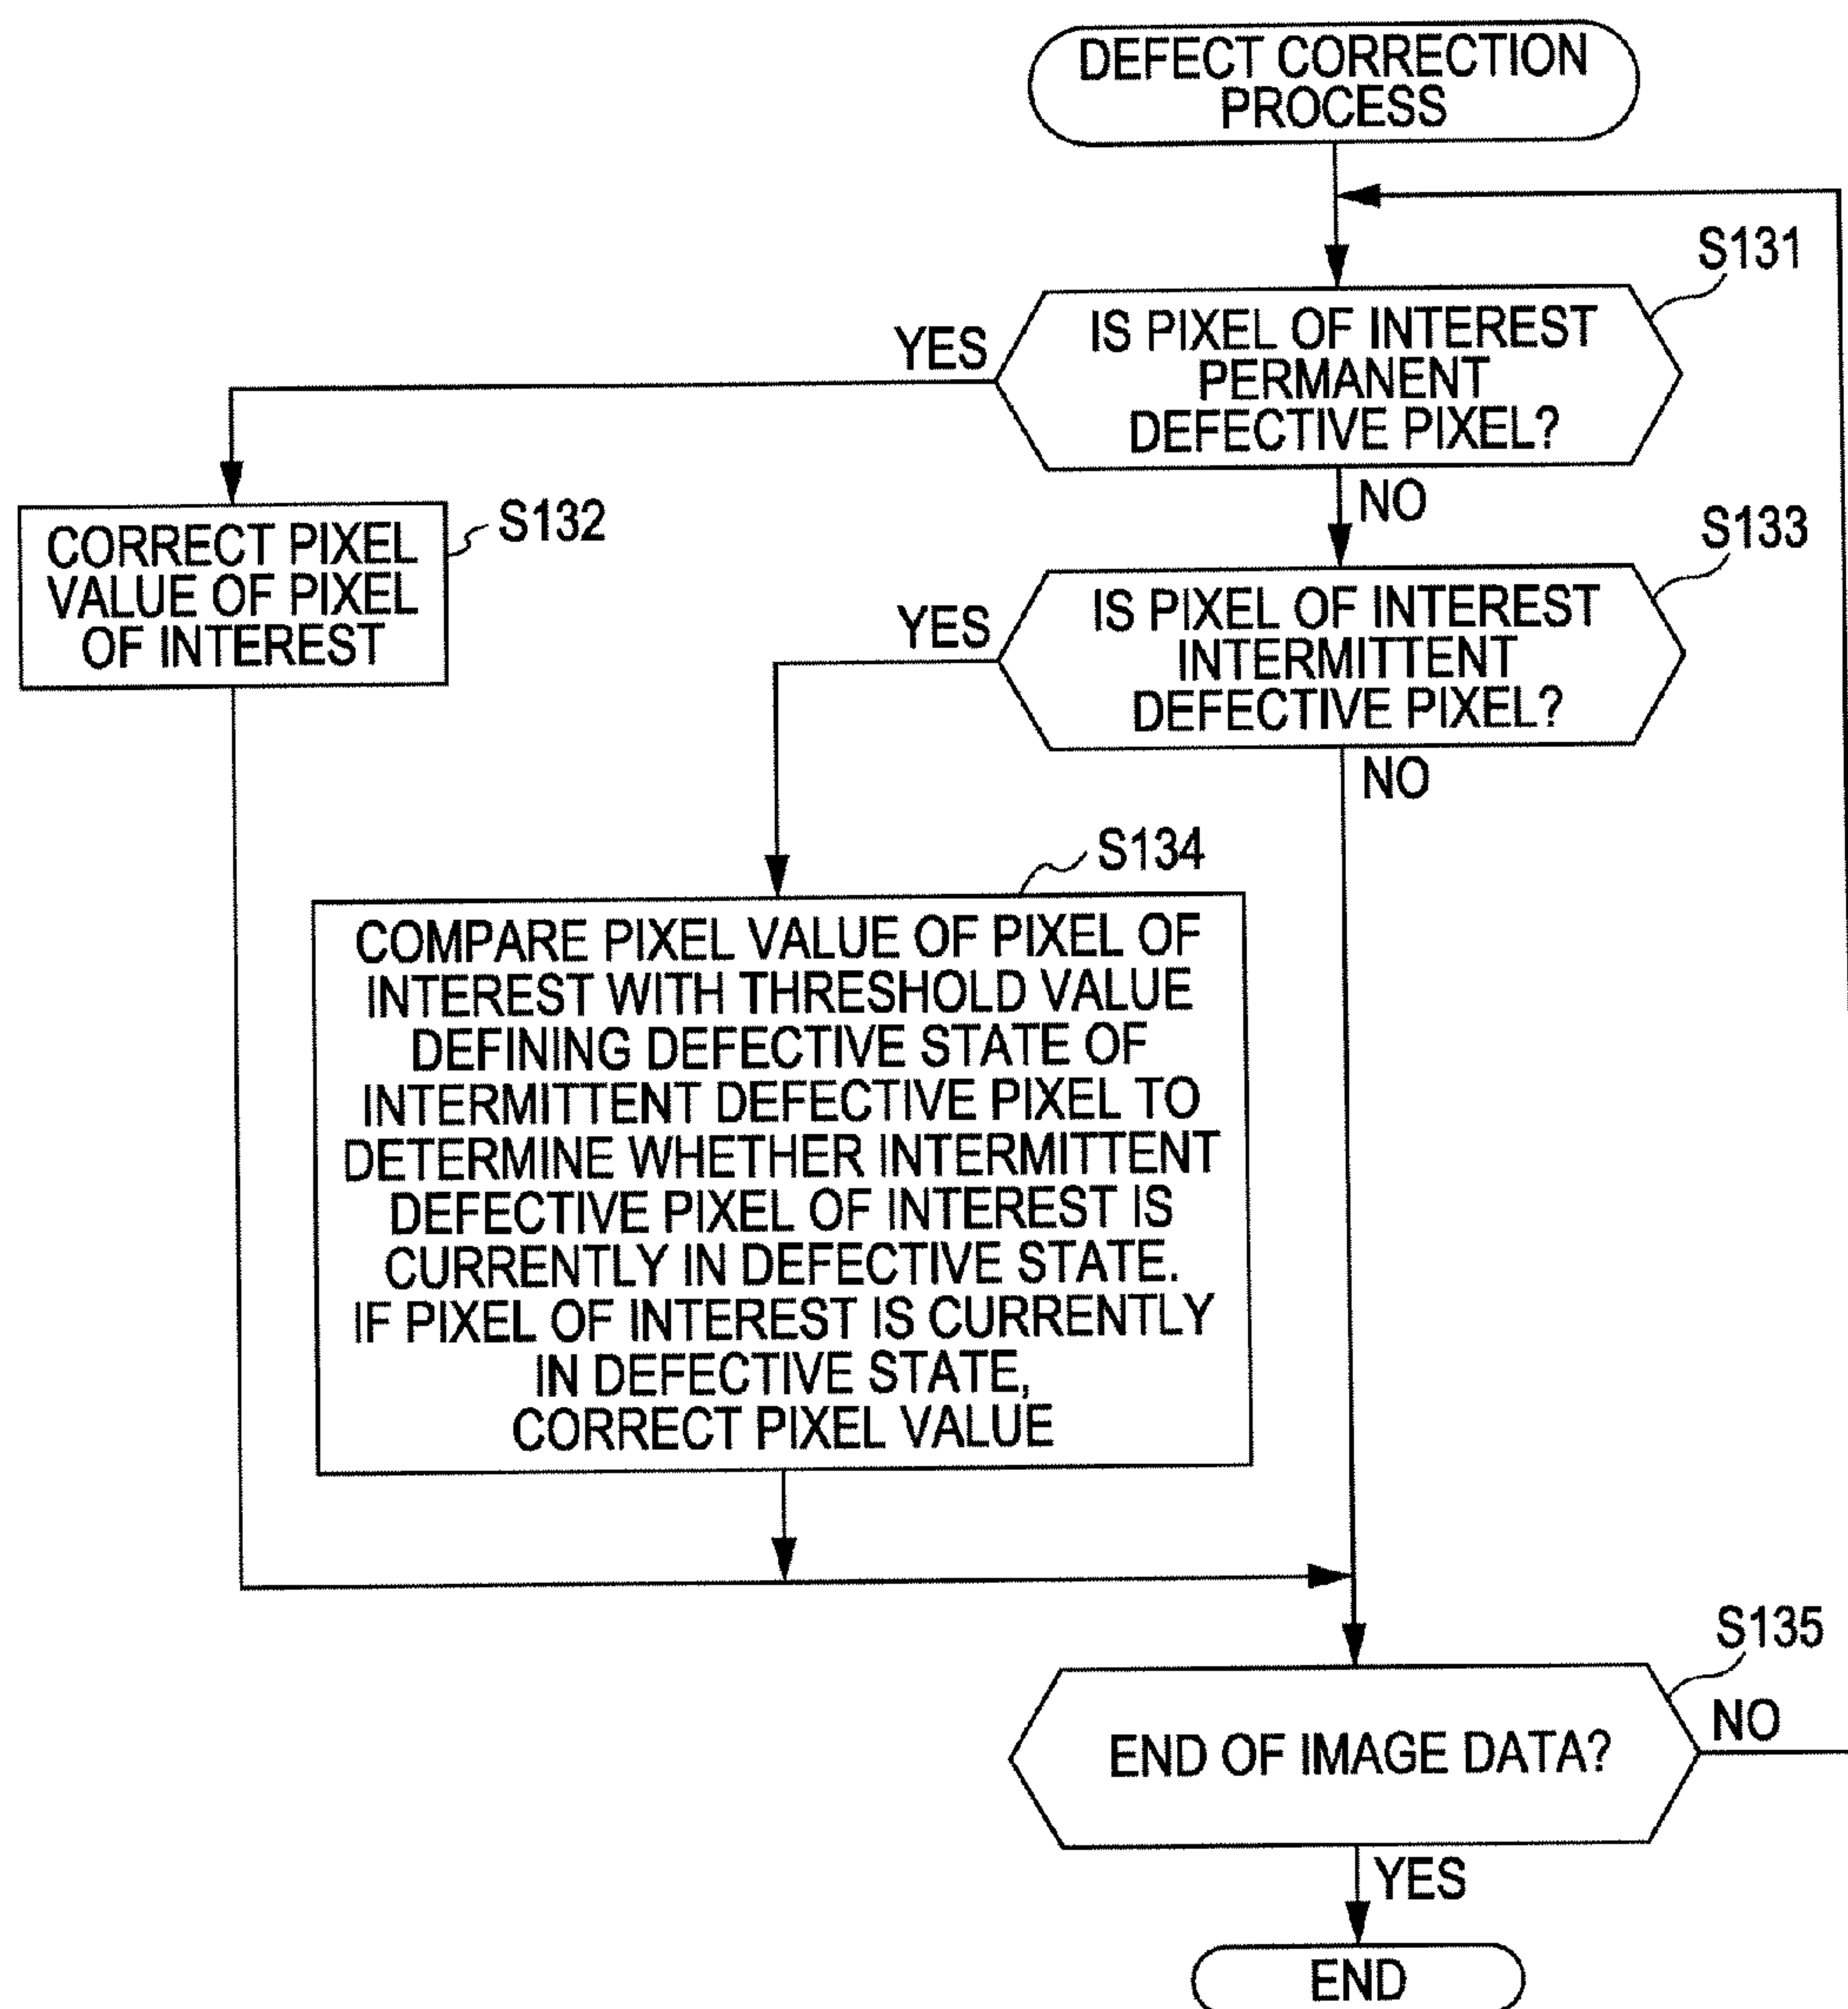 DEFECT CORRECTION
PROCESS
S131
IS PIXEL OF INTEREST
PERMANENT
DEFECTIVE PIXEL?
YES
NO
S132
CORRECT PIXEL
VALUE OF PIXEL
OF INTEREST
S133
IS PIXEL OF INTEREST
INTERMITTENT
DEFECTIVE PIXEL?
YES
NO
S134
COMPARE PIXEL VALUE OF PIXEL OF
INTEREST WITH THRESHOLD VALUE
DEFINING DEFECTIVE STATE OF
INTERMITTENT DEFECTIVE PIXEL TO
DETERMINE WHETHER INTERMITTENT
DEFECTIVE PIXEL OF INTEREST IS
CURRENTLY IN DEFECTIVE STATE.
IF PIXEL OF INTEREST IS CURRENTLY
IN DEFECTIVE STATE,
CORRECT PIXEL VALUE
S135
END OF IMAGE DATA?
NO
YES
END